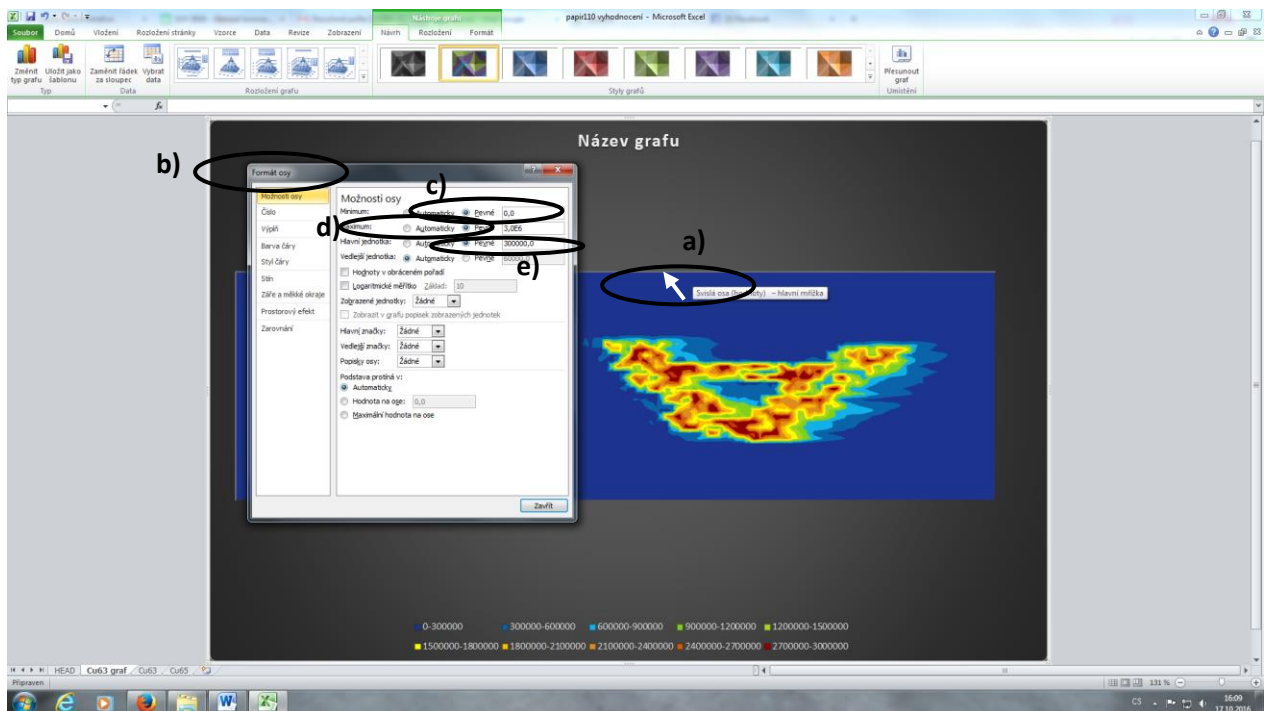 Nástroje grafu
papir110 vyhodnocení - Microsoft Excel
Soubor Domů Vložení Rozložení stránky Vzorce Data Revize Zobrazení Návrh Rozložení Formát
Změnit typ grafu
Uložit jako šablonu
Zaměnit řádek za sloupec
Vybrat data
Přesunout graf
Typ Data Rozložení grafu Styly grafů Umístění
fx
Název grafu
b)
Formát osy
Možnosti osy
Číslo
Výplň
Barva čáry
Styl čáry
Stín
Záře a měkké okraje
Prostorový efekt
Zarovnání
Možnosti osy
c)
Minimum: Automaticky Pevné 0,0
d)
Maximum: Automaticky Pevné 3,0E6
Hlavní jednotka: Automaticky Pevné 300000,0
Vedlejší jednotka: Automaticky Pevné 60000,0
e)
Hodnoty v obráceném pořadí
Logaritmické měřítko Základ: 10
Zobrazené jednotky: Žádné
Zobrazit v grafu popisek zobrazených jednotek
Hlavní značky: Žádné
Vedlejší značky: Žádné
Popisky osy: Žádné
Podstava protíná v:
Automaticky
Hodnota na ose: 0,0
Maximální hodnota na ose
Zavřít
a)
Svislá osa (hodnoty) – hlavní mřížka
0-300000 300000-600000 600000-900000 900000-1200000 1200000-1500000
1500000-1800000 1800000-2100000 2100000-2400000 2400000-2700000 2700000-3000000
HEAD Cu63 graf Cu63 Cu65
Připraven
131 %
CS
16:09
17.10.2016